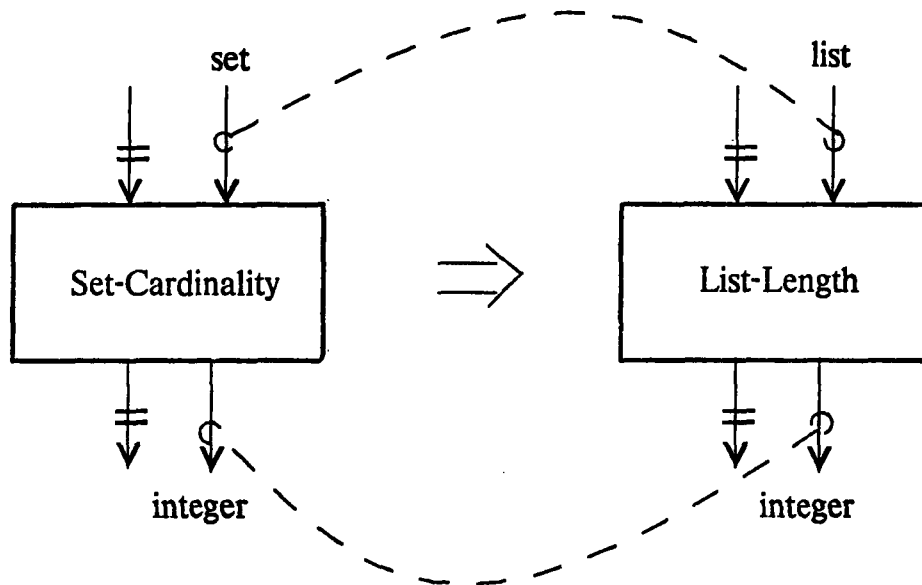 set
list
Set-Cardinality
List-Length
integer
integer